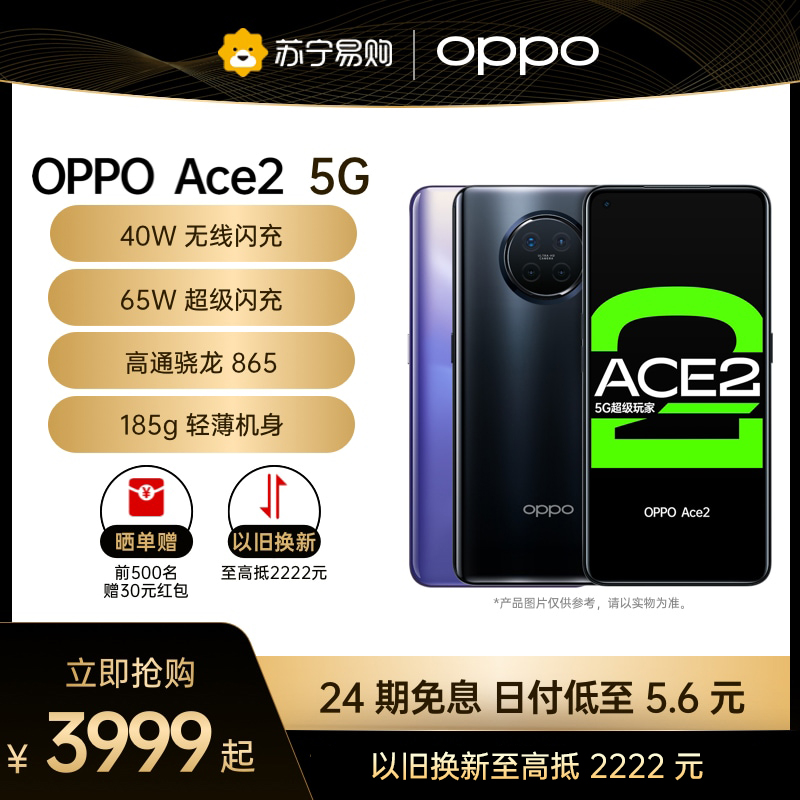 苏宁易购 oppo
OPPO Ace2 5G
40W 无线闪充
65W 超级闪充
高通骁龙 865
185g 轻薄机身
晒单赠
前500名
赠30元红包
以旧换新
至高抵2222元
oppo
2
ACE2
5G超级玩家
OPPO Ace2
*产品图片仅供参考，请以实物为准。
立即抢购
¥ 3999起
24 期免息 日付低至 5.6 元
以旧换新至高抵 2222 元